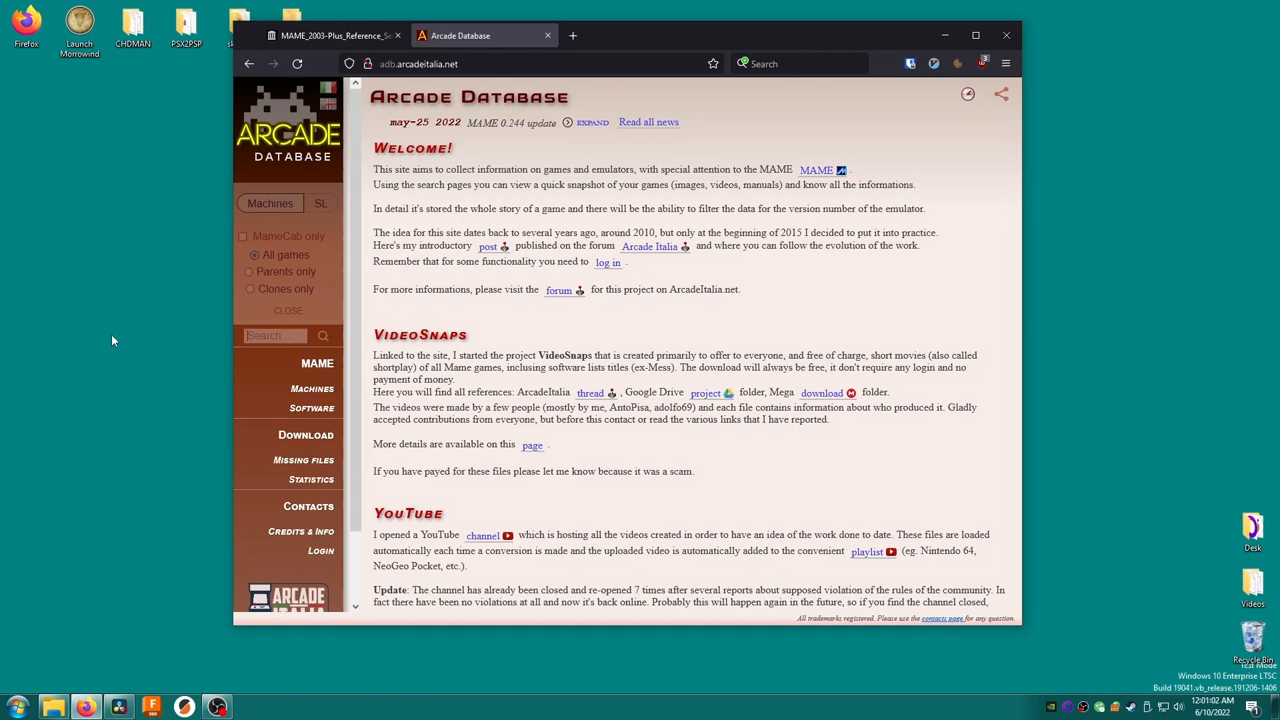 Firefox
Launch Morrowind
CHDMAN
PSX2PSP
MAME_2003-Plus_Reference_Se
Arcade Database
adb.arcadeitalia.net
Search
3
ARCADE
DATABASE
Machines
SL
MameCab only
All games
Parents only
Clones only
CLOSE
Search
MAME
MACHINES
SOFTWARE
DOWNLOAD
MISSING FILES
STATISTICS
CONTACTS
CREDITS & INFO
LOGIN
ARCADE
ITALIA
ARCADE DATABASE
may-25 2022 MAME 0.244 update EXPAND Read all news
WELCOME!
This site aims to collect information on games and emulators, with special attention to the MAME MAME .
Using the search pages you can view a quick snapshot of your games (images, videos, manuals) and know all the informations.
In detail it's stored the whole story of a game and there will be the ability to filter the data for the version number of the emulator.
The idea for this site dates back to several years ago, around 2010, but only at the beginning of 2015 I decided to put it into practice.
Here's my introductory post published on the forum Arcade Italia and where you can follow the evolution of the work.
Remember that for some functionality you need to log in .
For more informations, please visit the forum for this project on ArcadeItalia.net.
VIDEOSNAPS
Linked to the site, I started the project VideoSnaps that is created primarily to offer to everyone, and free of charge, short movies (also called
shortplay) of all Mame games, inclusing software lists titles (ex-Mess). The download will always be free, it don't require any login and no
payment of money.
Here you will find all references: ArcadeItalia thread , Google Drive project folder, Mega download folder.
The videos were made by a few people (mostly by me, AntoPisa, adolfo69) and each file contains information about who produced it. Gladly
accepted contributions from everyone, but before this contact or read the various links that I have reported.
More details are available on this page .
If you have payed for these files please let me know because it was a scam.
YOUTUBE
I opened a YouTube channel which is hosting all the videos created in order to have an idea of the work done to date. These files are loaded
automatically each time a conversion is made and the uploaded video is automatically added to the convenient playlist (eg. Nintendo 64,
NeoGeo Pocket, etc.).
Update: The channel has already been closed and re-opened 7 times after several reports about supposed violation of the rules of the community. In
fact there have been no violations at all and now it's back online. Probably this will happen again in the future, so if you find the channel closed,
All trademarks registered. Please use the contacts page for any question.
Desk
Videos
Recycle Bin
Test Mode
Windows 10 Enterprise LTSC
Build 19041.vb_release.191206-1406
12:01:02 AM
6/10/2022